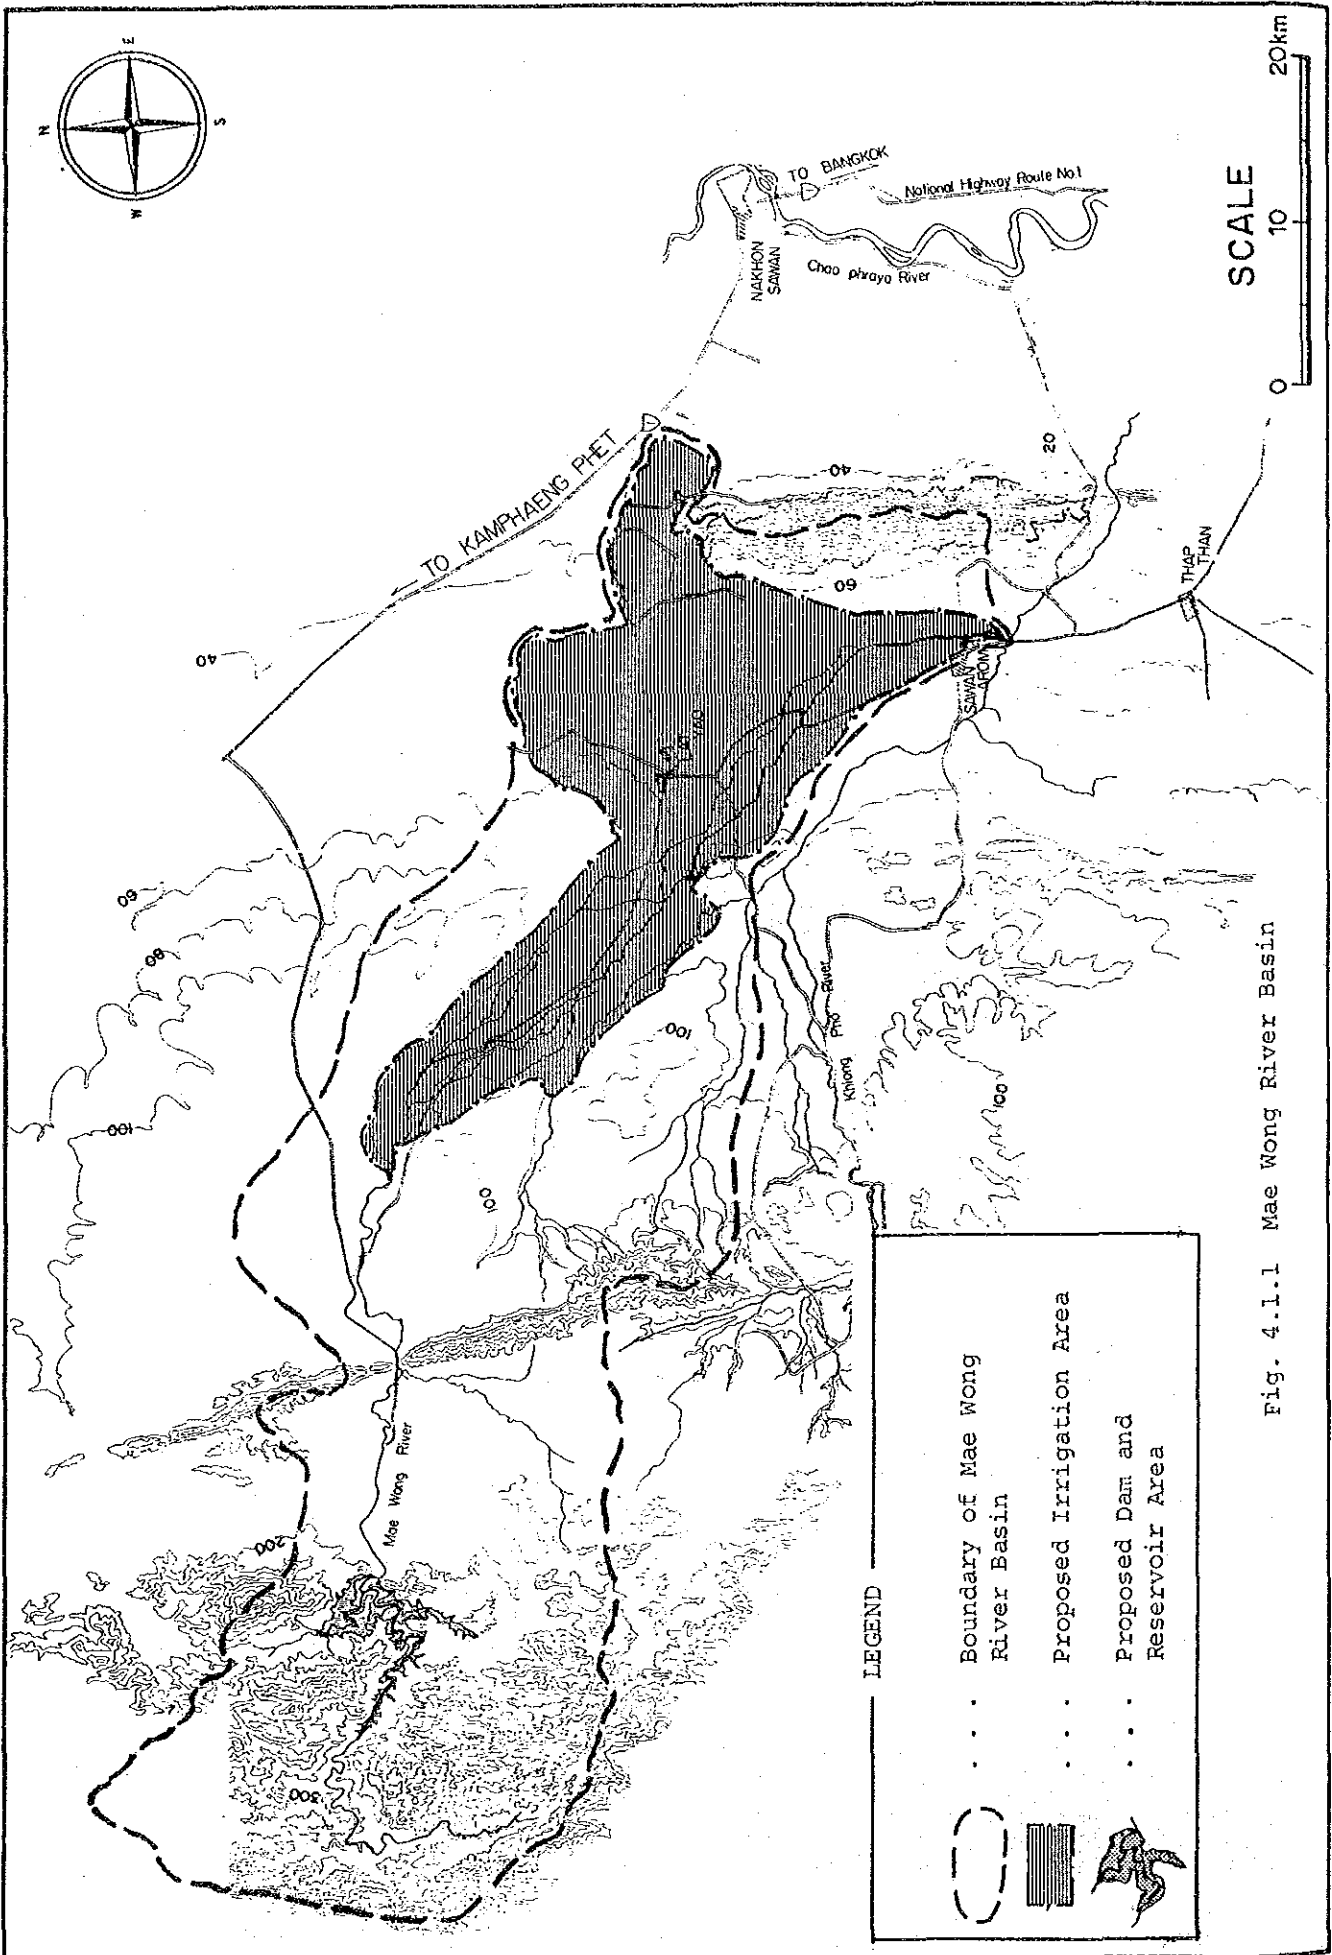 N
E
S
W
TO KAMPHAENG PHET
NAKHON
SAWAN
TO BANGKOK
National Highway Route No.1
Chao phraya River
40
60
80
100
200
300
100
100
100
60
40
20
Mae Wong River
Khlong Pho River
SAWAN
AROM
THAP
THAN
SCALE
0 10 20km
LEGEND
. . . Boundary of Mae Wong
River Basin
. . . Proposed Irrigation Area
. . . Proposed Dam and
Reservoir Area
Fig. 4.1.1 Mae Wong River Basin